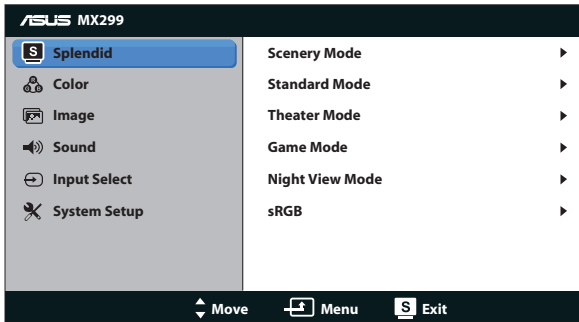 ASUS MX299
S Splendid
Color
Image
Sound
Input Select
System Setup
Scenery Mode
Standard Mode
Theater Mode
Game Mode
Night View Mode
sRGB
Move Menu S Exit